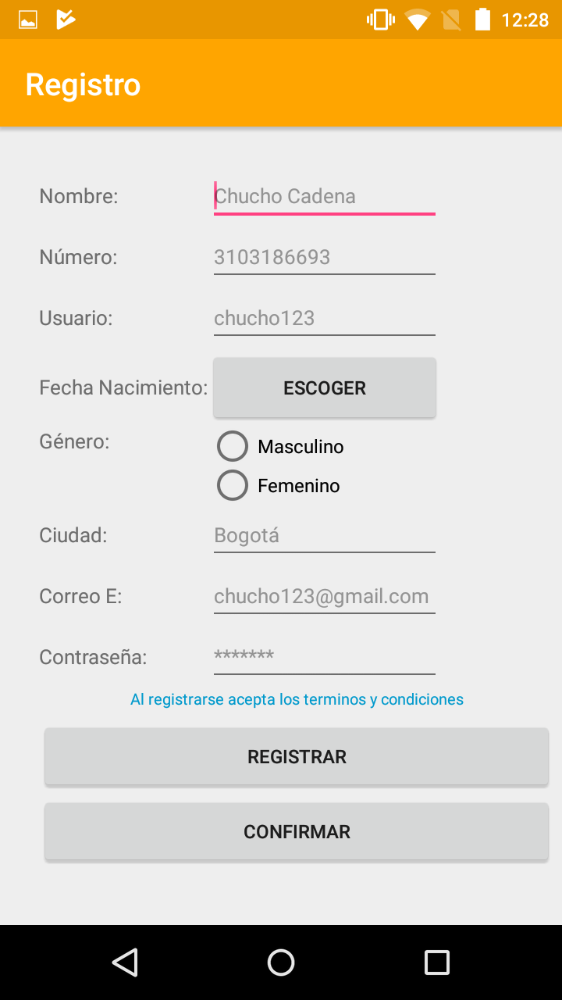 12:28
Registro
Nombre: Chucho Cadena
Número: 3103186693
Usuario: chucho123
Fecha Nacimiento: ESCOGER
Género: Masculino
Femenino
Ciudad: Bogotá
Correo E: chucho123@gmail.com
Contraseña: *******
Al registrarse acepta los terminos y condiciones
REGISTRAR
CONFIRMAR